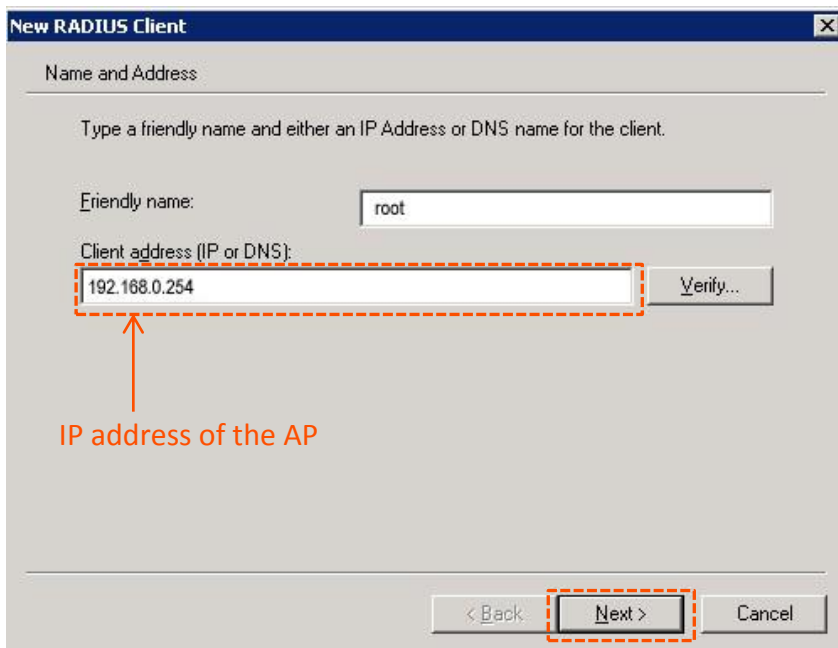 New RADIUS Client
Name and Address
Type a friendly name and either an IP Address or DNS name for the client.
Friendly name:
root
Client address (IP or DNS):
192.168.0.254
Verify...
IP address of the AP
< Back
Next >
Cancel